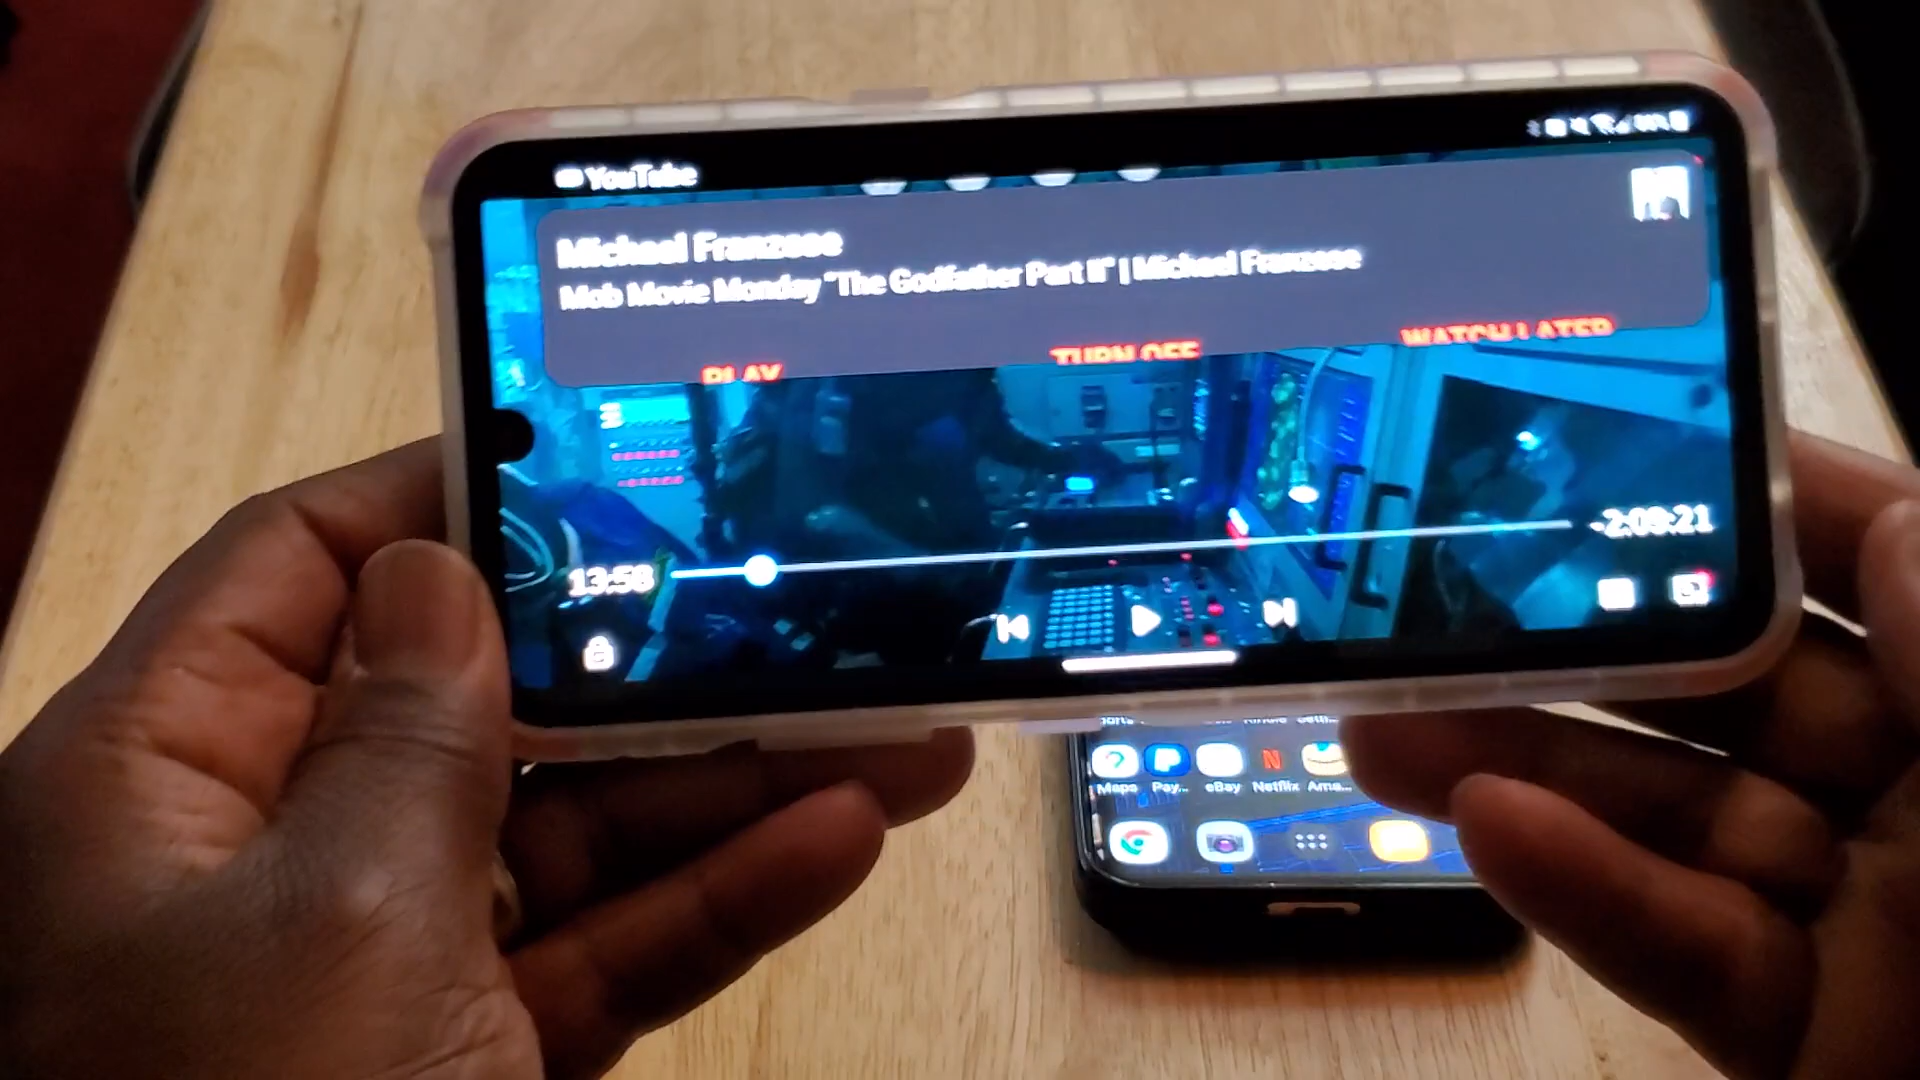 YouTube
Michael Franzese
Mob Movie Monday "The Godfather Part II" | Michael Franzese
PLAY
TURN OFF
WATCH LATER
13:58
-2:09:21
Maps
Pay...
eBay
Netflix
Ama...